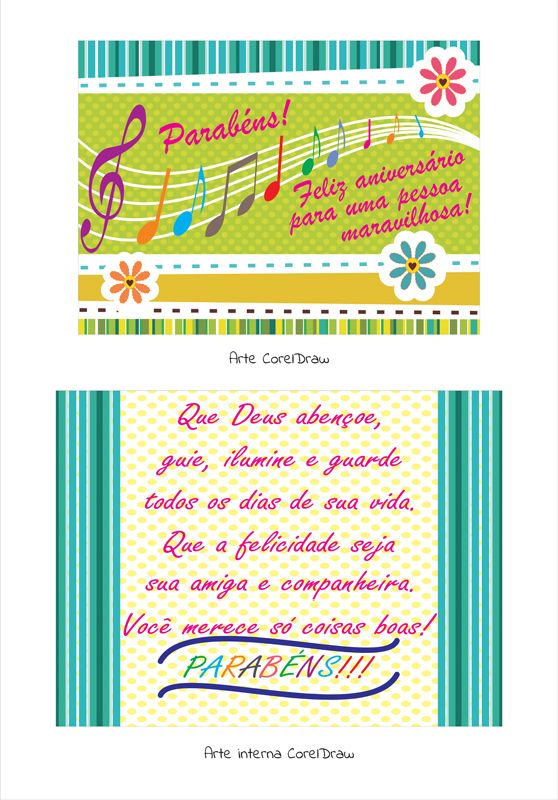 Parabéns!
Feliz aniversário
para uma pessoa
maravilhosa!
Arte CorelDraw
Que Deus abençoe,
guie, ilumine e guarde
todos os dias de sua vida.
Que a felicidade seja
sua amiga e companheira.
Você merece só coisas boas!
PARABÉNS!!!
Arte interna CorelDraw